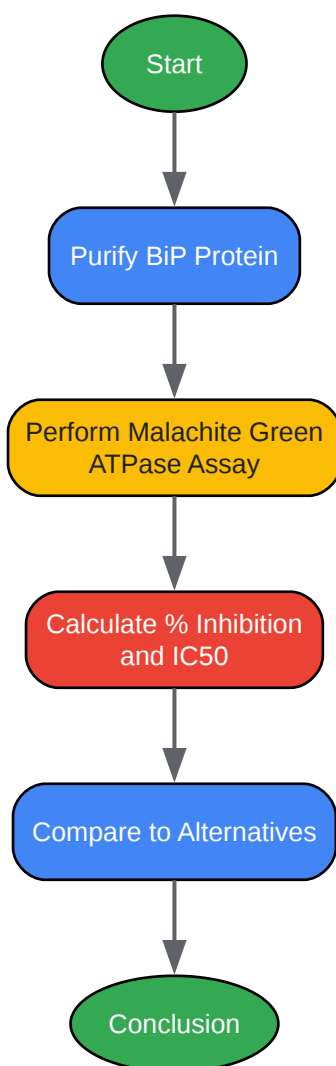 Start
Purify BiP Protein
Perform Malachite Green
ATPase Assay
Calculate % Inhibition
and IC50
Compare to Alternatives
Conclusion